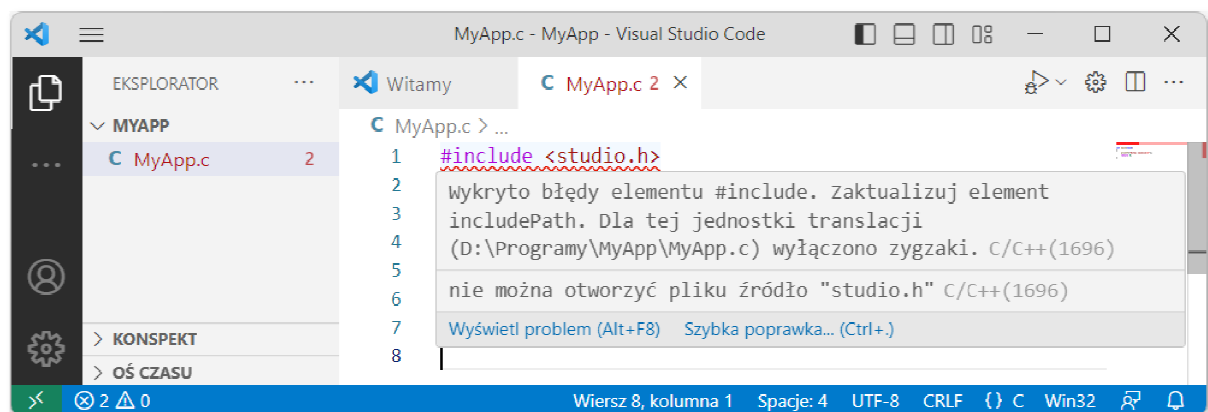 MyApp.c - MyApp - Visual Studio Code
EKSPLORATOR ...
MYAPP
C MyApp.c 2
KONSPEKT
OŚ CZASU
Witamy
C MyApp.c 2
C MyApp.c > ...
1 #include <studio.h>
2
3
4
5
6
7
8
Wykryto błędy elementu #include. Zaktualizuj element
includePath. Dla tej jednostki translacji
(D:\Programy\MyApp\MyApp.c) wyłączono zygzaki. C/C++(1696)
nie można otworzyć pliku źródło "studio.h" C/C++(1696)
Wyświetl problem (Alt+F8) Szybka poprawka... (Ctrl+.)
2 0 Wiersz 8, kolumna 1 Spacje: 4 UTF-8 CRLF {} C Win32